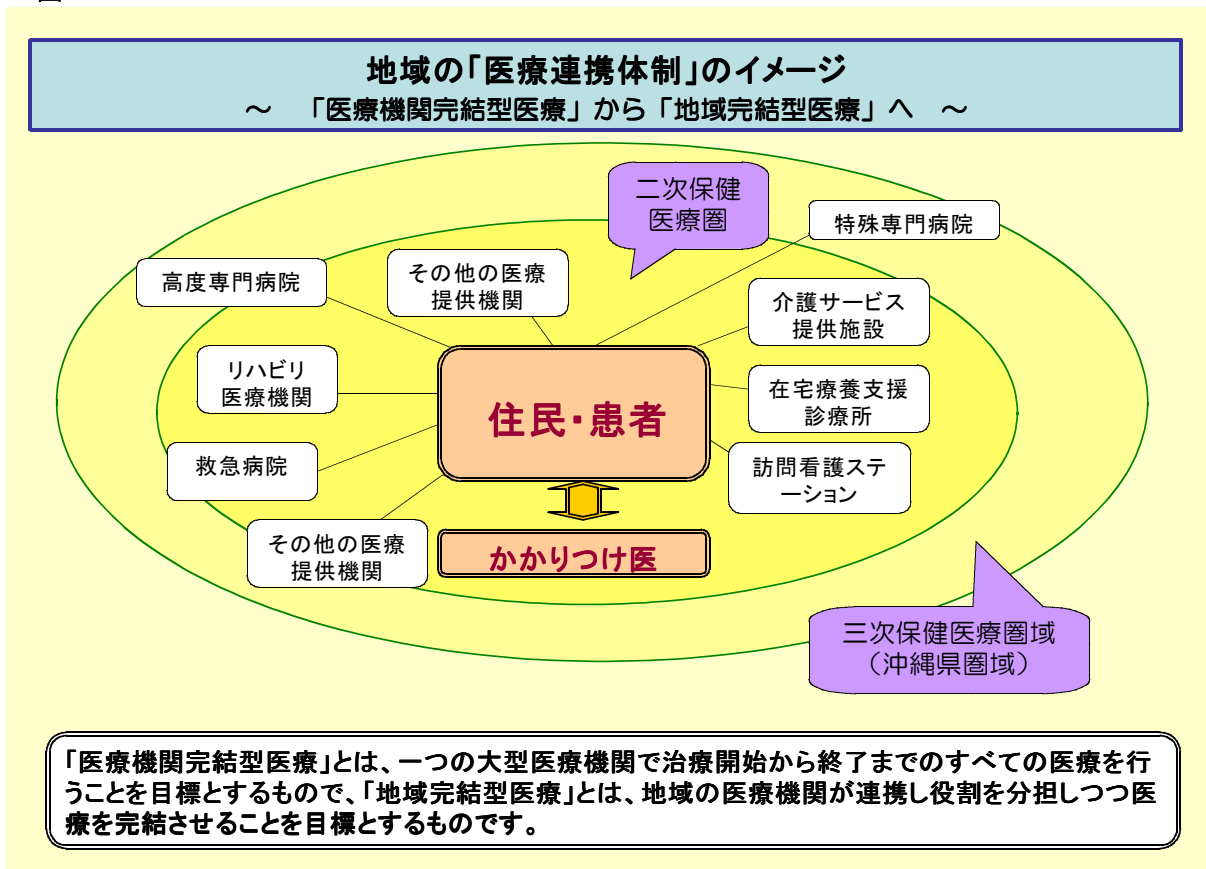 地域の「医療連携体制」のイメージ
～　「医療機関完結型医療」から「地域完結型医療」へ　～
二次保健
医療圏
特殊専門病院
高度専門病院
その他の医療
提供機関
介護サービス
提供施設
リハビリ
医療機関
住民・患者
在宅療養支援
診療所
救急病院
訪問看護ステ
ーション
その他の医療
提供機関
かかりつけ医
三次保健医療圏域
（沖縄県圏域）
「医療機関完結型医療」とは、一つの大型医療機関で治療開始から終了までのすべての医療を行
うことを目標とするもので、「地域完結型医療」とは、地域の医療機関が連携し役割を分担しつつ医
療を完結させることを目標とするものです。